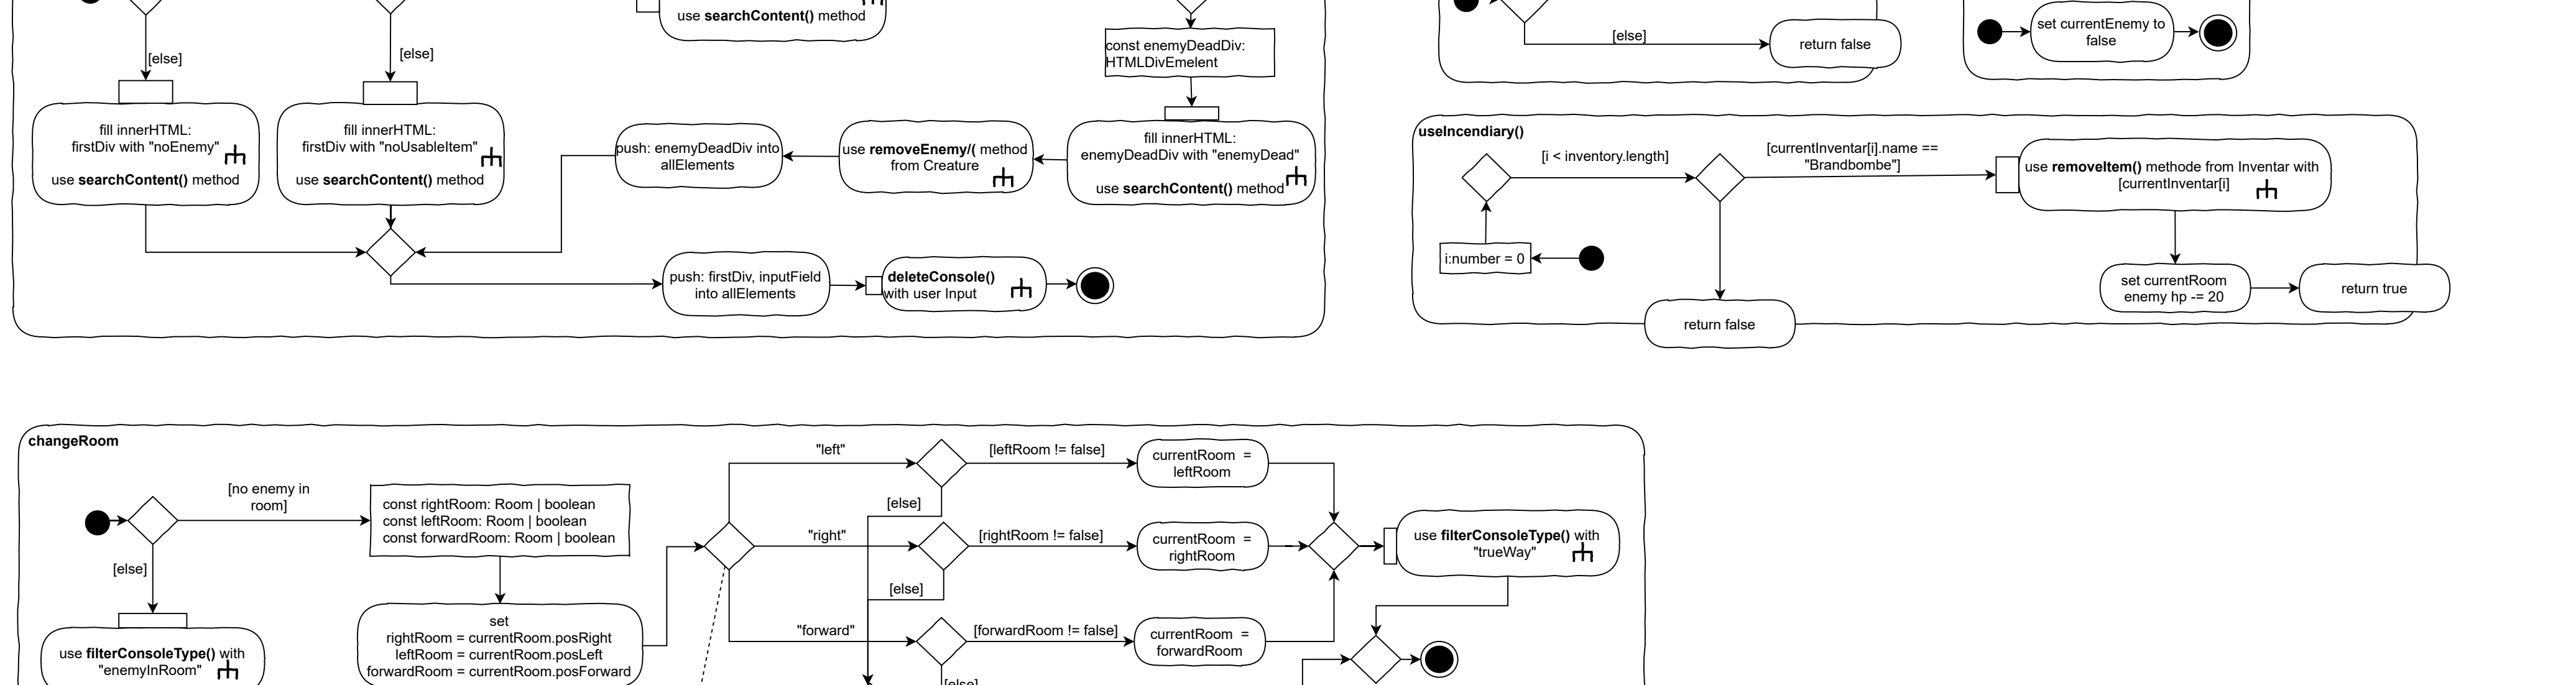 use searchContent() method
[else]
[else]
fill innerHTML:
firstDiv with "noEnemy"
use searchContent() method
fill innerHTML:
firstDiv with "noUsableItem"
use searchContent() method
const enemyDeadDiv:
HTMLDivEmelent
fill innerHTML:
enemyDeadDiv with "enemyDead"
use searchContent() method
use removeEnemy/( method
from Creature
push: enemyDeadDiv into
allElements
push: firstDiv, inputField
into allElements
deleteConsole()
with user Input
[else]
return false
set currentEnemy to
false
useIncendiary()
[i < inventory.length]
[currentInventar[i].name ==
"Brandbombe"]
use removeItem() methode from Inventar with
[currentInventar[i]
i:number = 0
set currentRoom
enemy hp -= 20
return true
return false
changeRoom
[no enemy in
room]
const rightRoom: Room | boolean
const leftRoom: Room | boolean
const forwardRoom: Room | boolean
[else]
use filterConsoleType() with
"enemyInRoom"
set
rightRoom = currentRoom.posRight
leftRoom = currentRoom.posLeft
forwardRoom = currentRoom.posForward
"left"
[leftRoom != false]
currentRoom =
leftRoom
[else]
"right"
[rightRoom != false]
currentRoom =
rightRoom
[else]
"forward"
[forwardRoom != false]
currentRoom =
forwardRoom
[else]
use filterConsoleType() with
"trueWay"